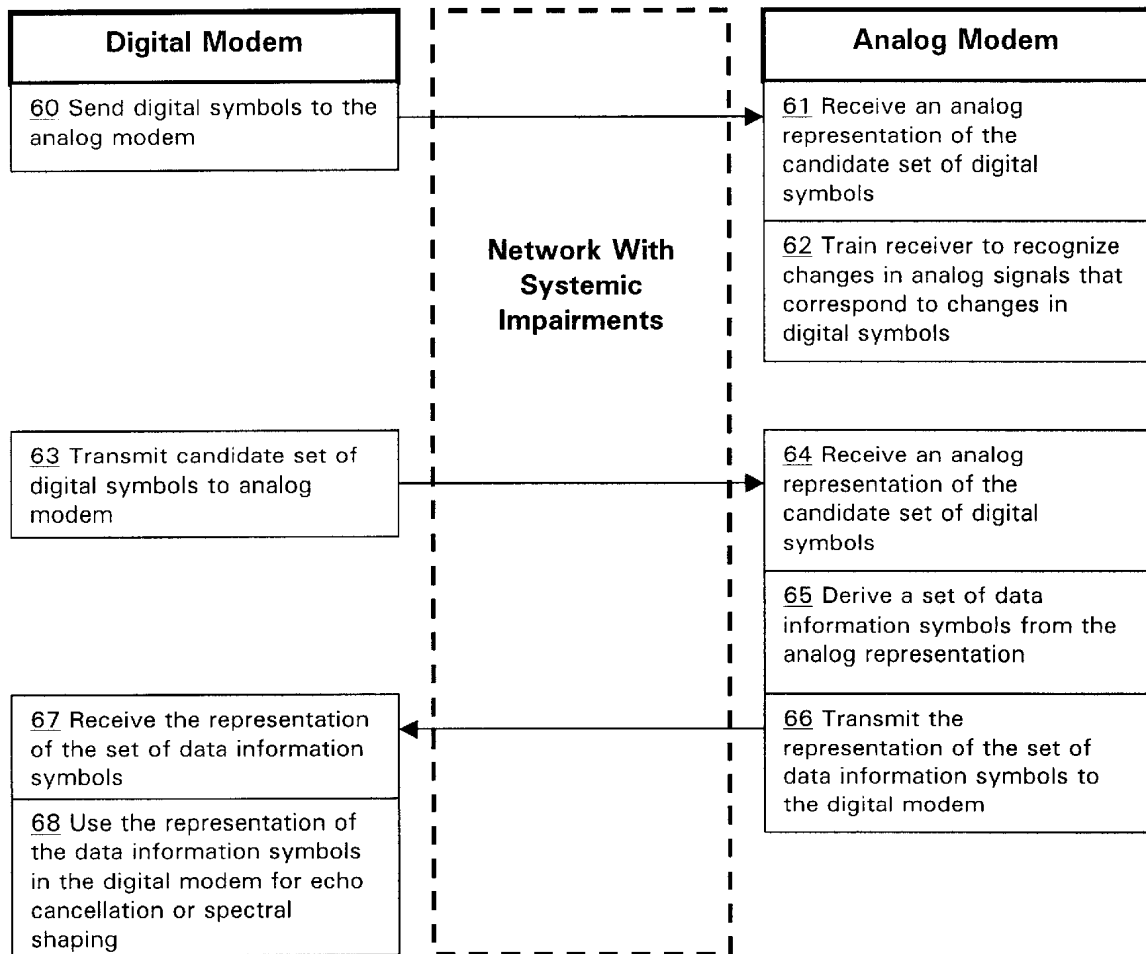 Digital Modem
60 Send digital symbols to the
analog modem
Network With
Systemic
Impairments
Analog Modem
61 Receive an analog
representation of the
candidate set of digital
symbols
62 Train receiver to recognize
changes in analog signals that
correspond to changes in
digital symbols
63 Transmit candidate set of
digital symbols to analog
modem
64 Receive an analog
representation of the
candidate set of digital
symbols
65 Derive a set of data
information symbols from the
analog representation
66 Transmit the
representation of the set of
data information symbols to
the digital modem
67 Receive the representation
of the set of data information
symbols
68 Use the representation of
the data information symbols
in the digital modem for echo
cancellation or spectral
shaping